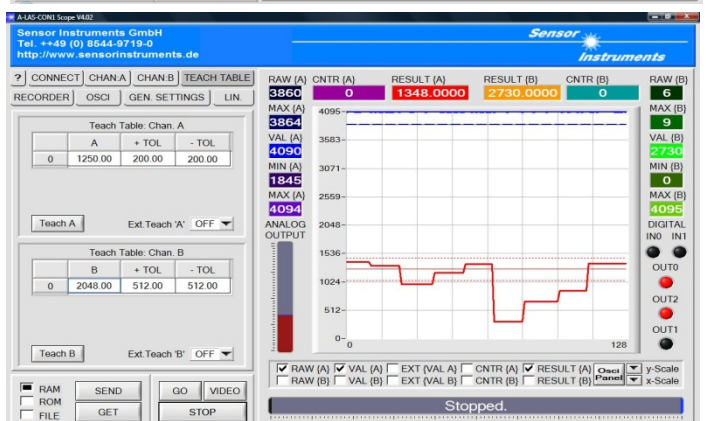 A-LAS-CON1 Scope V4.02
Sensor Instruments GmbH
Tel. ++49 (0) 8544-9719-0
http://www.sensorinstruments.de
Sensor
Instruments
? CONNECT CHAN:A CHAN:B TEACH TABLE
RECORDER OSCI GEN. SETTINGS LIN.
Teach Table: Chan. A
A + TOL - TOL
0 1250.00 200.00 200.00
Teach A Ext.Teach 'A' OFF
Teach Table: Chan. B
B + TOL - TOL
0 2048.00 512.00 512.00
Teach B Ext.Teach 'B' OFF
RAM SEND GO VIDEO
ROM
FILE GET STOP
RAW {A} CNTR {A} RESULT {A} RESULT {B} CNTR {B} RAW {B}
3860 0 1348.0000 2730.0000 0 6
MAX {A}
3864
VAL {A}
4090
MIN {A}
1845
MAX {A}
4094
ANALOG
OUTPUT
4095-
3583-
3071-
2559-
2048-
1536-
1024-
512-
0-
0 128
MAX {B}
9
VAL {B}
2730
MIN {B}
0
MAX {B}
4095
DIGITAL
IN0 IN1
OUT0
OUT2
OUT1
RAW {A} VAL {A} EXT {VAL A} CNTR {A} RESULT {A} Osci y-Scale
RAW {B} VAL {B} EXT {VAL B} CNTR {B} RESULT {B} Panel x-Scale
Stopped.